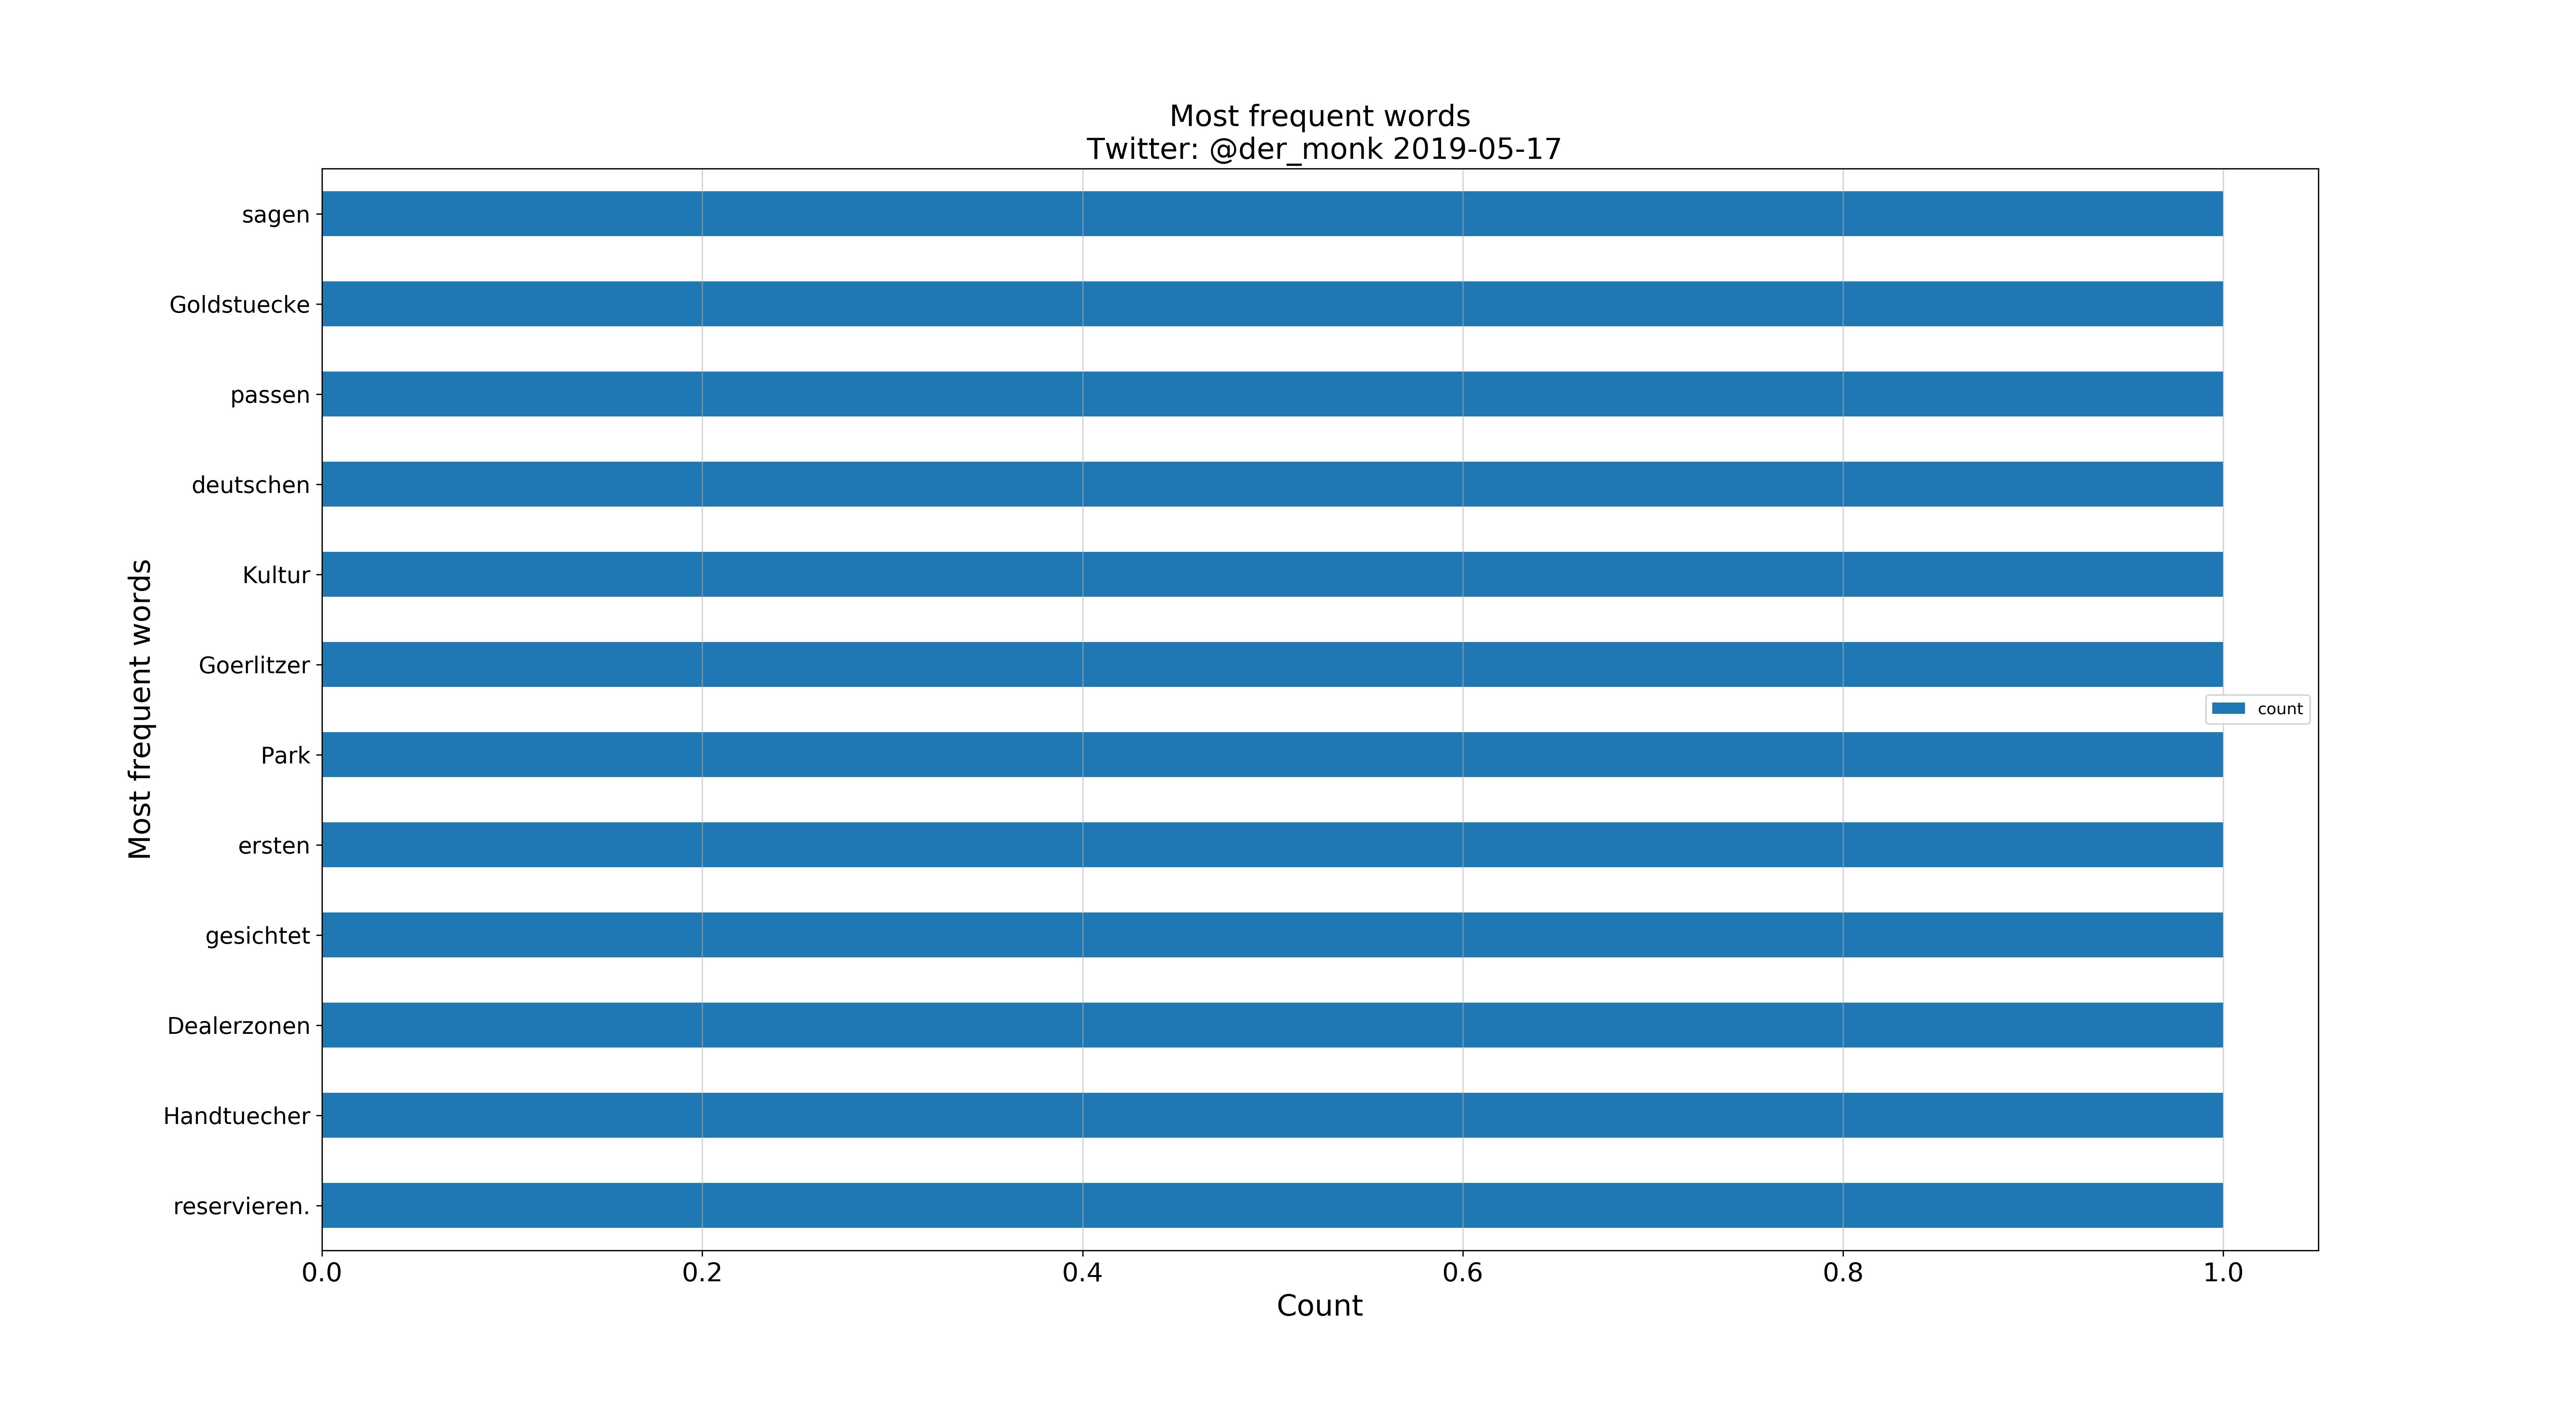 Most frequent words
Twitter: @der_monk 2019-05-17
Most frequent words
sagen
Goldstuecke
passen
deutschen
Kultur
Goerlitzer
Park
ersten
gesichtet
Dealerzonen
Handtuecher
reservieren.
count
0.0 0.2 0.4 0.6 0.8 1.0
Count